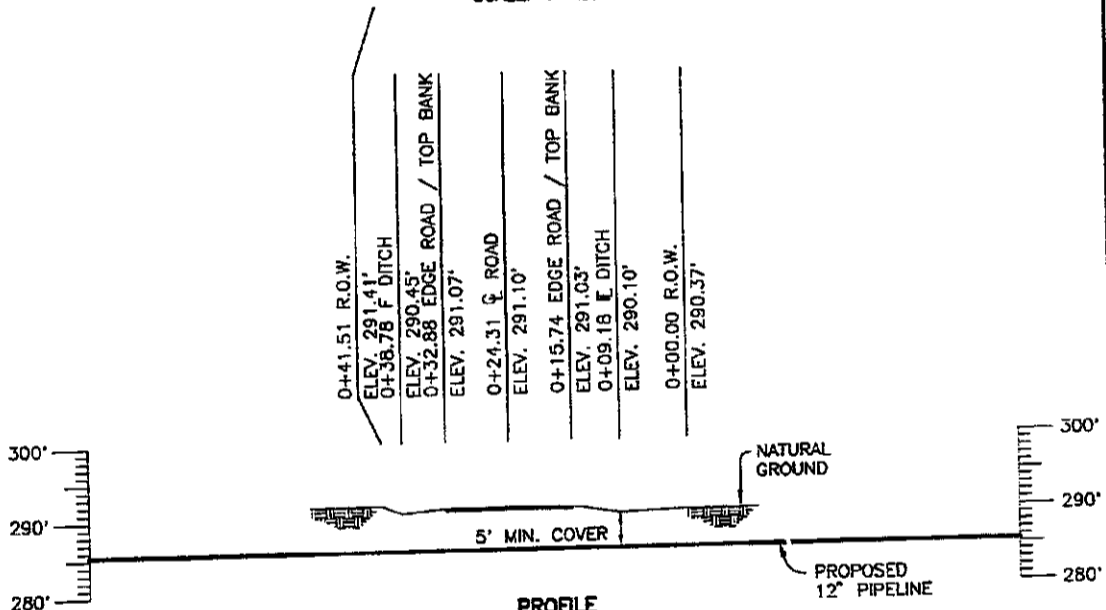 0+41.51 R.O.W.
ELEV. 291.41'
0+38.78 F DITCH
ELEV. 290.45'
0+32.88 EDGE ROAD / TOP BANK
ELEV. 291.07'
0+24.31 ℄ ROAD
ELEV. 291.10'
0+15.74 EDGE ROAD / TOP BANK
ELEV. 291.03'
0+09.18 DITCH
ELEV. 290.10'
0+00.00 R.O.W.
ELEV. 290.37'
300'
290'
280'
NATURAL
GROUND
5' MIN. COVER
300'
290'
280'
PROPOSED
12" PIPELINE
PROFILE